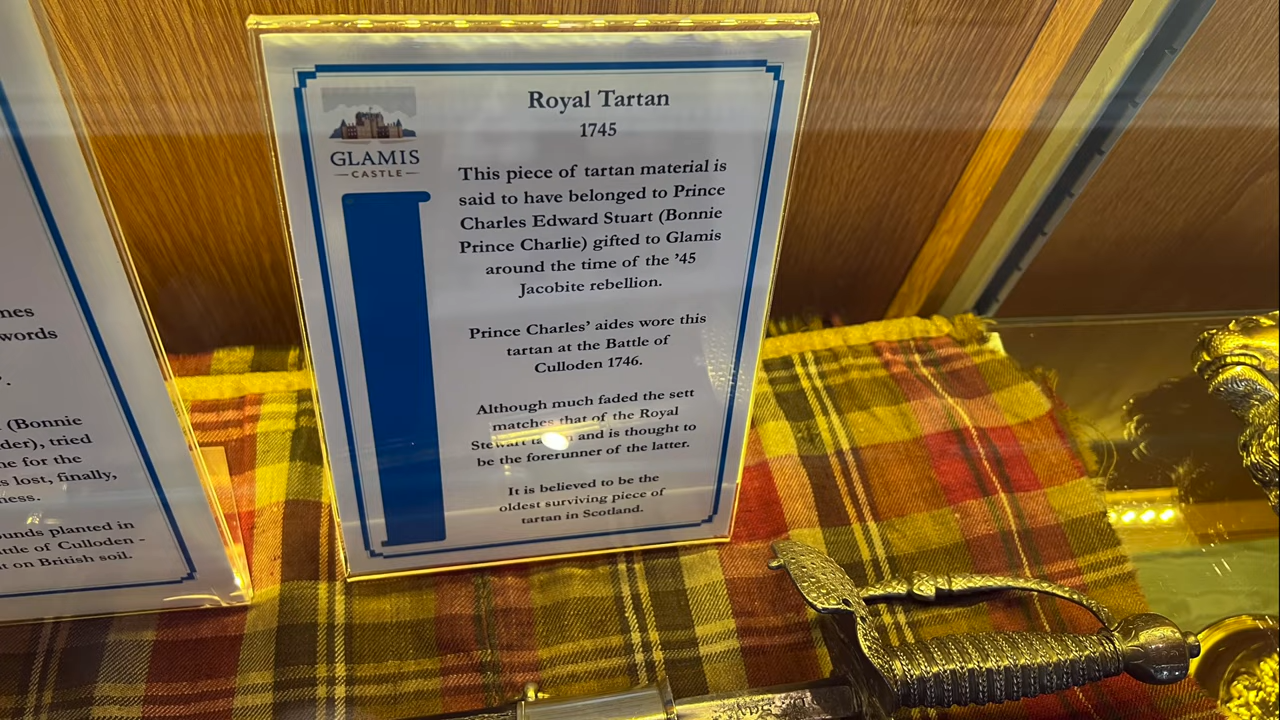 nes
words
(Bonnie
der), tried
ne for the
s lost, finally,
ness.
unds planted in
ttle of Culloden -
t on British soil.
GLAMIS
CASTLE
Royal Tartan
1745
This piece of tartan material is
said to have belonged to Prince
Charles Edward Stuart (Bonnie
Prince Charlie) gifted to Glamis
around the time of the '45
Jacobite rebellion.
Prince Charles' aides wore this
tartan at the Battle of
Culloden 1746.
Although much faded the sett
matches that of the Royal
Stewart and is thought to
be the forerunner of the latter.
It is believed to be the
oldest surviving piece of
tartan in Scotland.